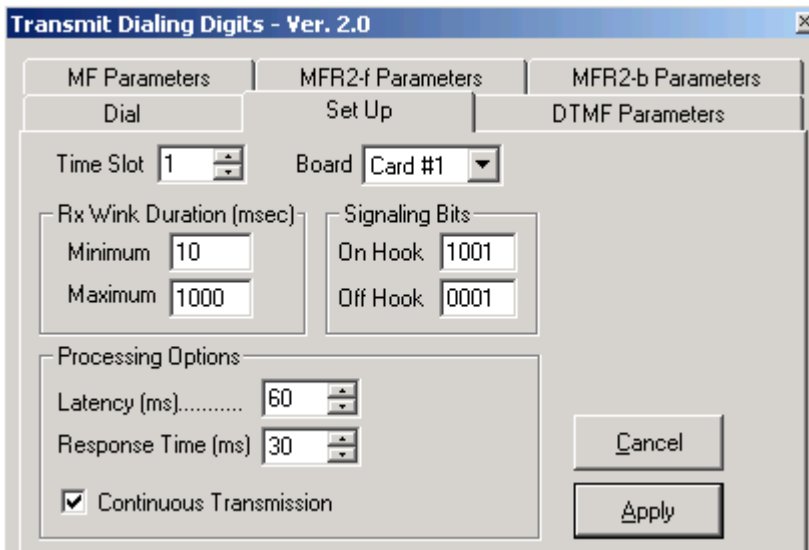 Transmit Dialing Digits - Ver. 2.0
MF Parameters MFR2-f Parameters MFR2-b Parameters
Dial Set Up DTMF Parameters
Time Slot 1 Board Card #1
Rx Wink Duration (msec) Signaling Bits
Minimum 10 On Hook 1001
Maximum 1000 Off Hook 0001
Processing Options
Latency (ms)........... 60
Response Time (ms) 30
Cancel
Continuous Transmission
Apply